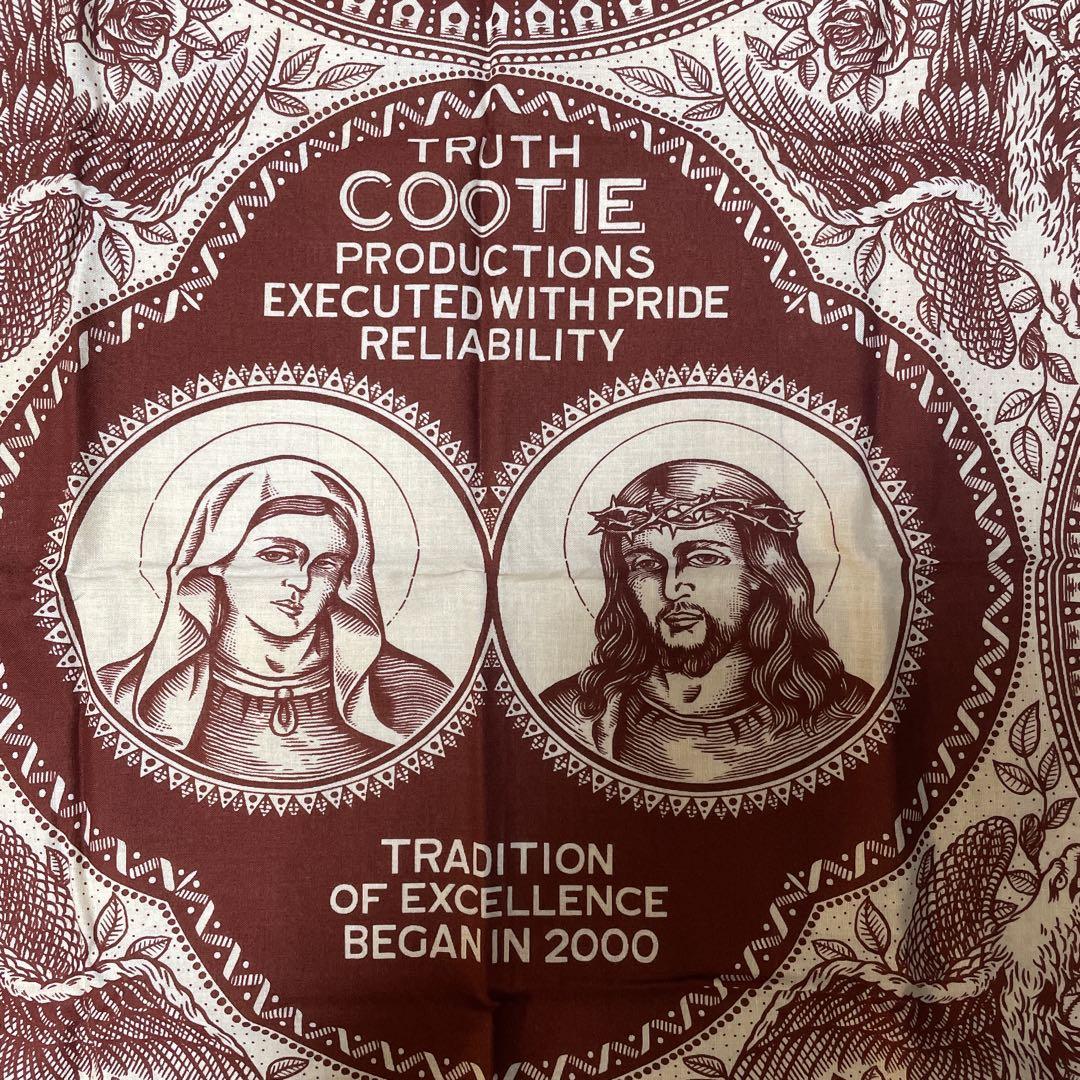 TRUTH
COOTIE
PRODUCTIONS
EXECUTED WITH PRIDE
RELIABILITY
TRADITION
OF EXCELLENCE
BEGAN IN 2000